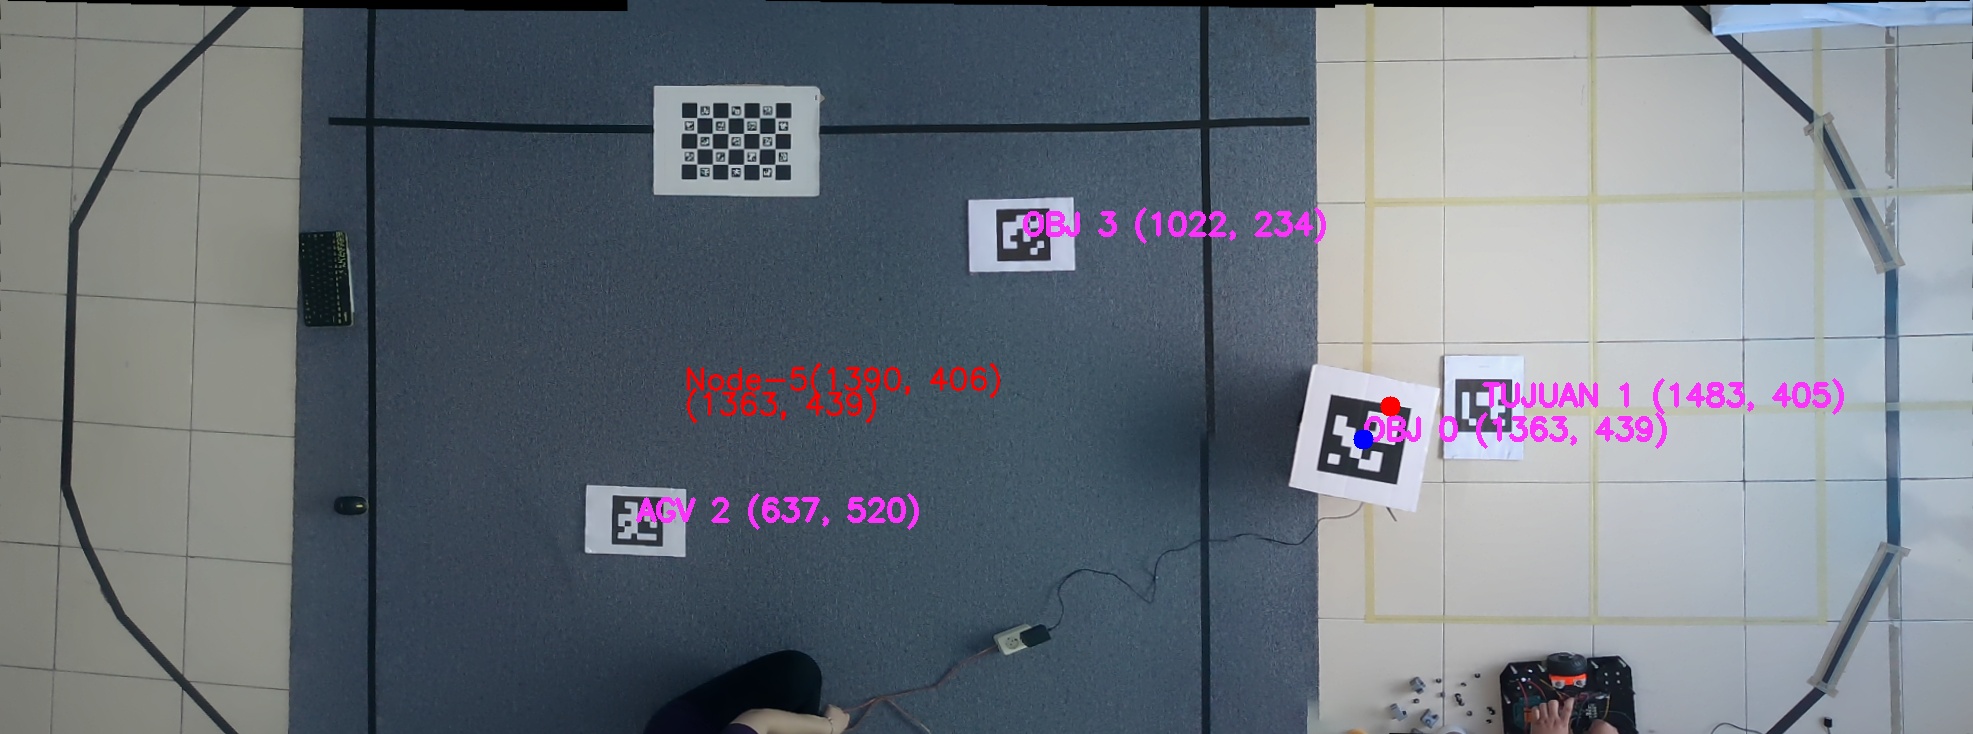 OBJ 3 (1022, 234)
Node-5(1390, 406)
(1363, 439)
TUJUAN 1 (1483, 405)
OBJ 0 (1363, 439)
AGV 2 (637, 520)